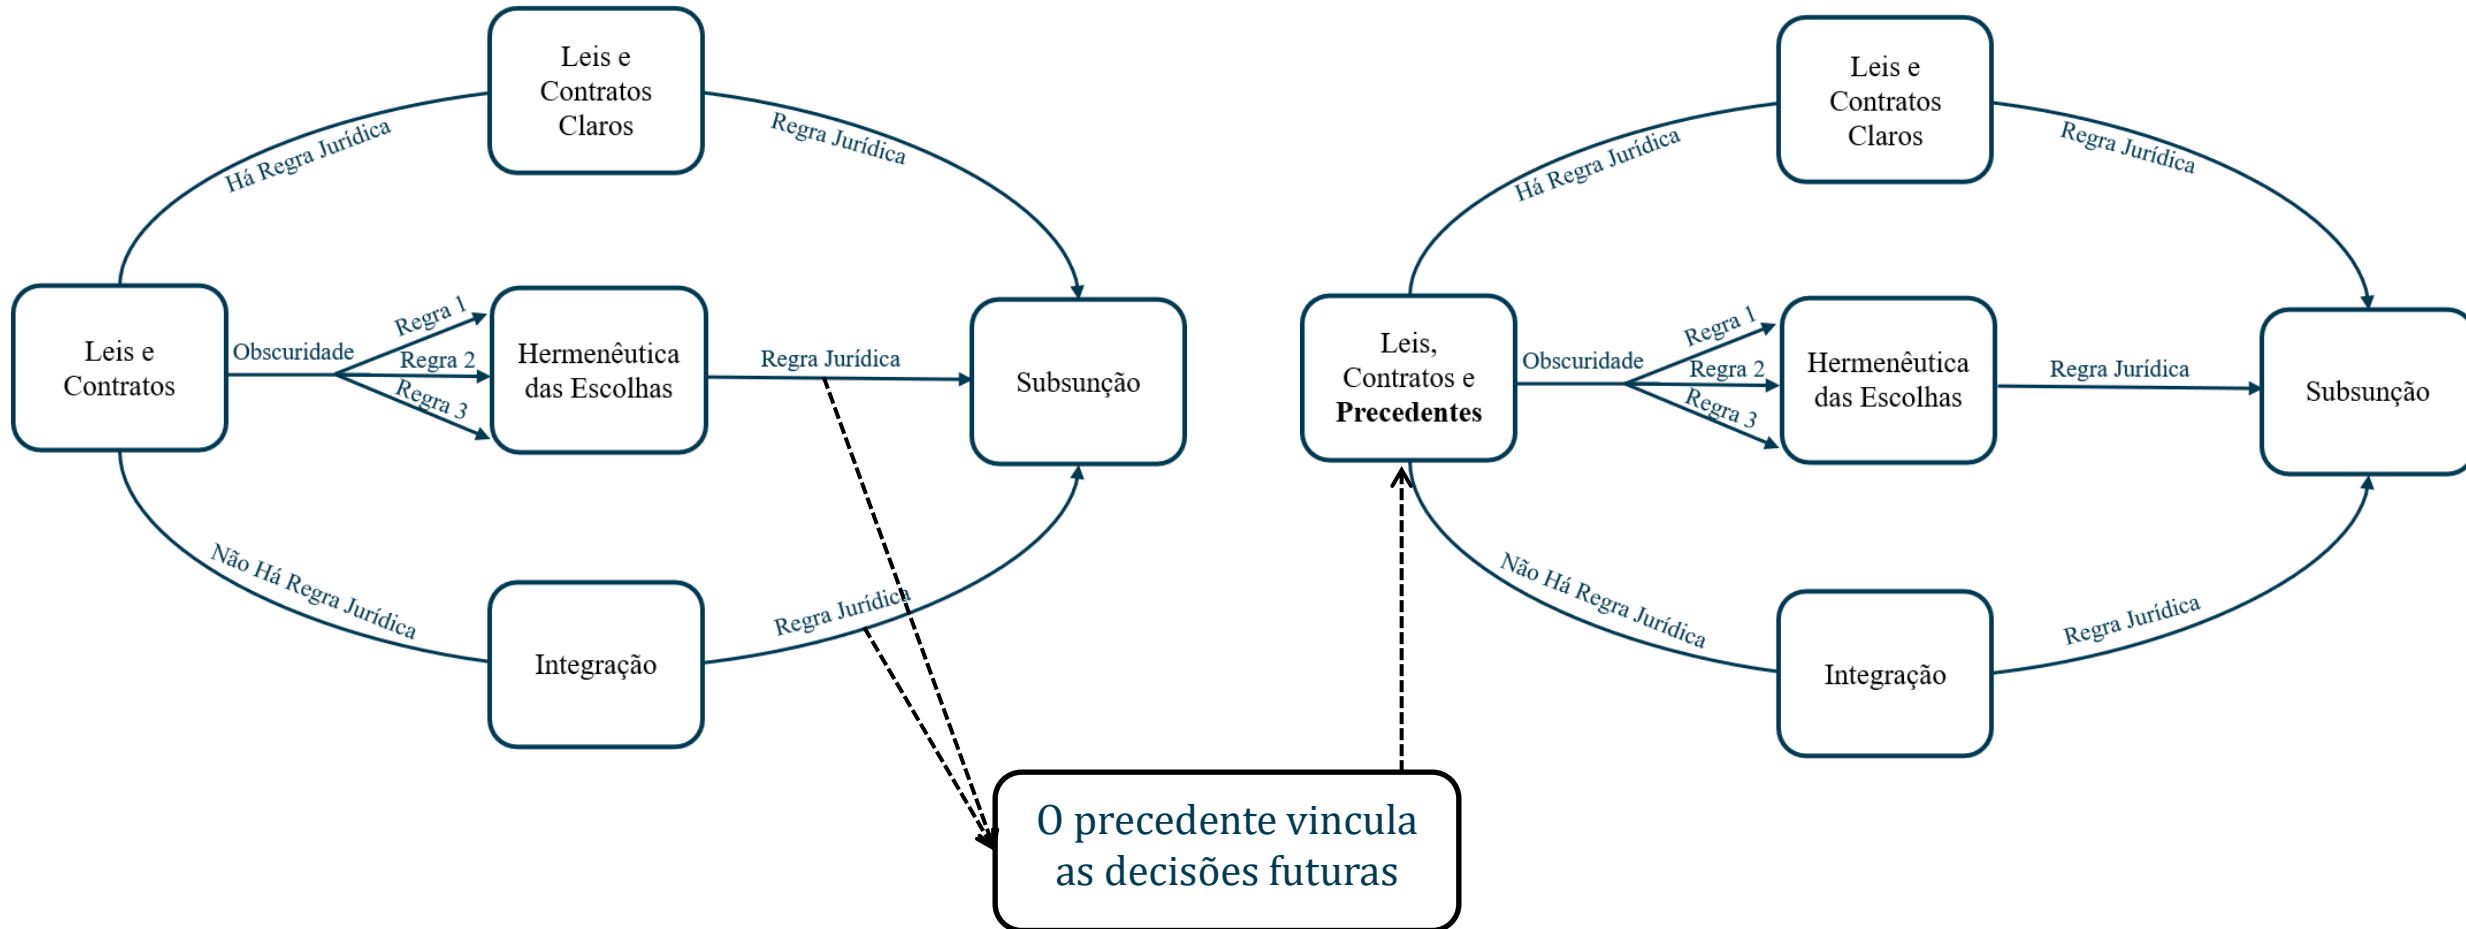 Leis e
Contratos
Claros
Há Regra Jurídica
Regra Jurídica
Leis e
Contratos
Obscuridade
Regra 1
Regra 2
Regra 3
Hermenêutica
das Escolhas
Regra Jurídica
Subsunção
Não Há Regra Jurídica
Integração
Regra Jurídica
Leis e
Contratos
Claros
Há Regra Jurídica
Regra Jurídica
Leis,
Contratos e
Precedentes
Obscuridade
Regra 1
Regra 2
Regra 3
Hermenêutica
das Escolhas
Regra Jurídica
Subsunção
Não Há Regra Jurídica
Integração
Regra Jurídica
O precedente vincula
as decisões futuras